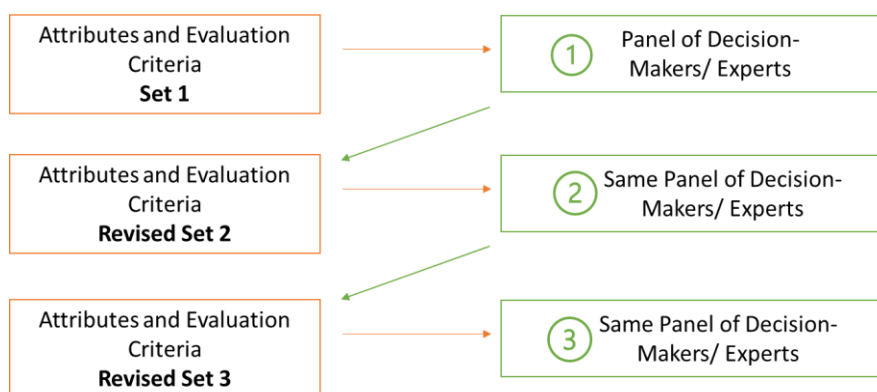 Attributes and Evaluation
Criteria
Set 1
1
Panel of Decision-
Makers/ Experts
Attributes and Evaluation
Criteria
Revised Set 2
2
Same Panel of Decision-
Makers/ Experts
Attributes and Evaluation
Criteria
Revised Set 3
3
Same Panel of Decision-
Makers/ Experts